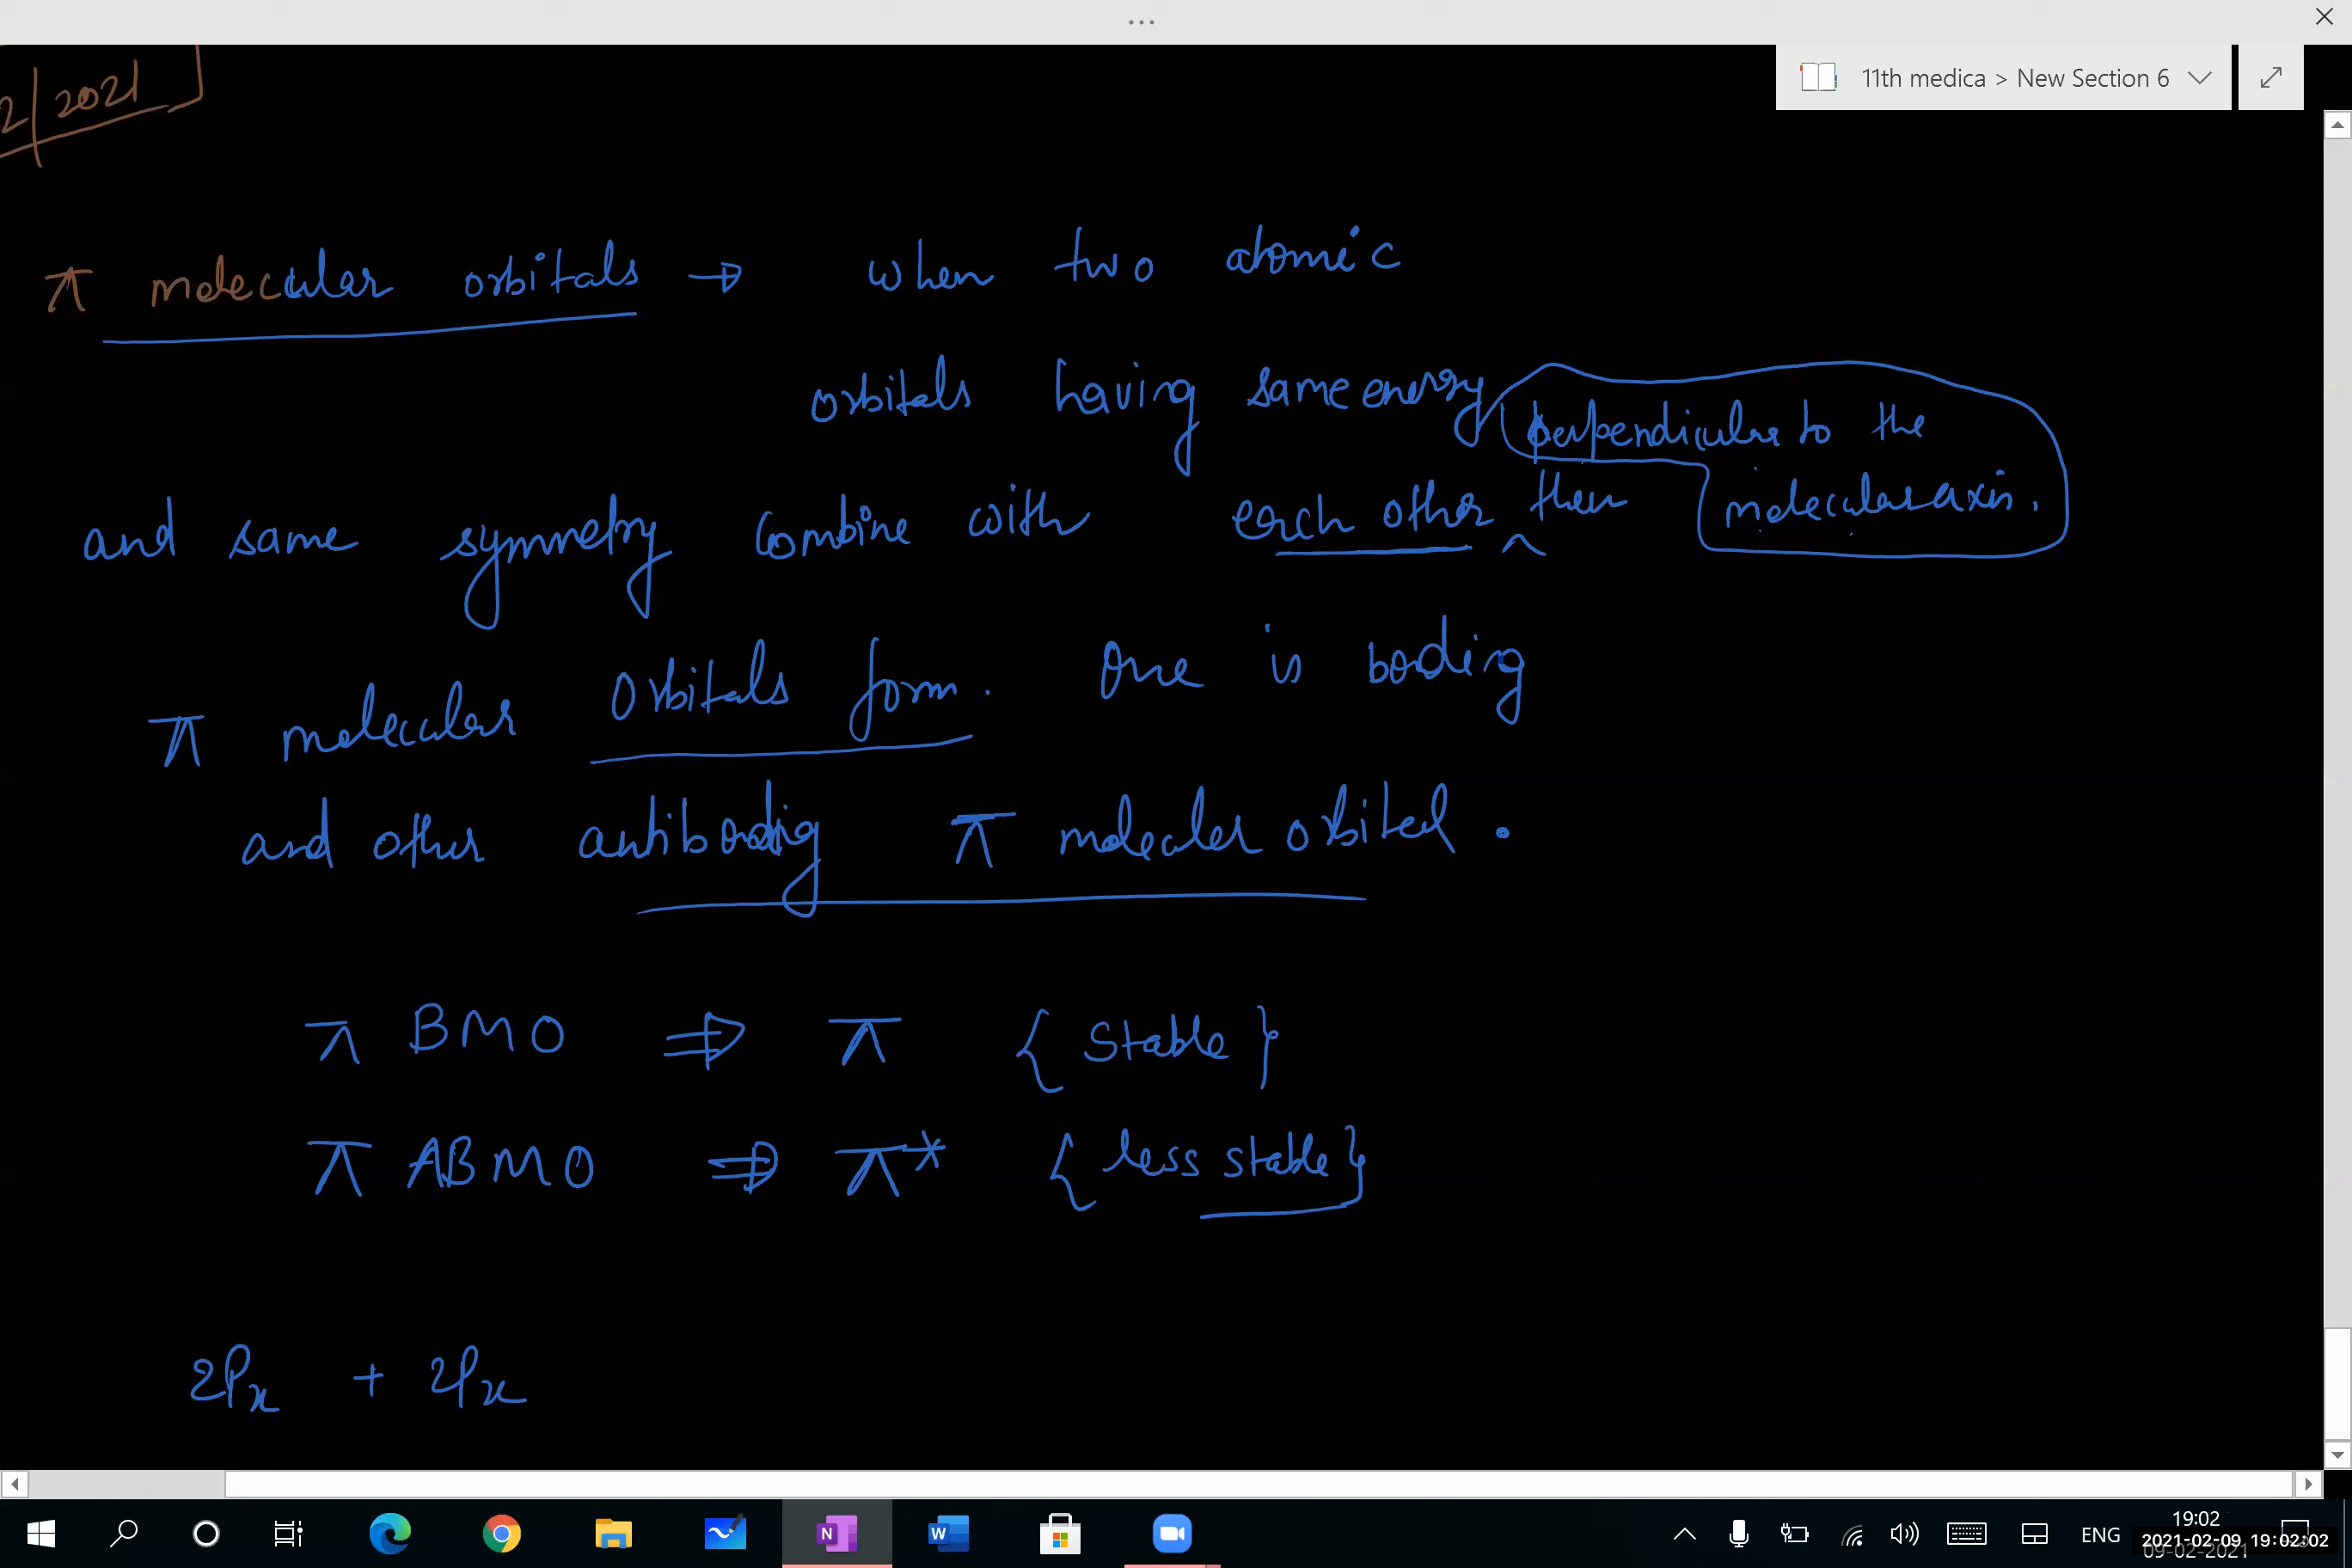 ...
11th medica > New Section 6
2/2021
π molecular orbitals → when two atomic
orbitals having same energy
perpendicular to the
molecular axis.
and same symmetry combine with each other ^ then
π molecular orbitals form. One is bonding
and other antibonding π molecular orbital.
π BMO ⇒ π {Stable}
π ABMO ⇒ π* {less stable}
2Px + 2Px
ENG
19:02
09-02-2021
2021-02-09 19:02:02